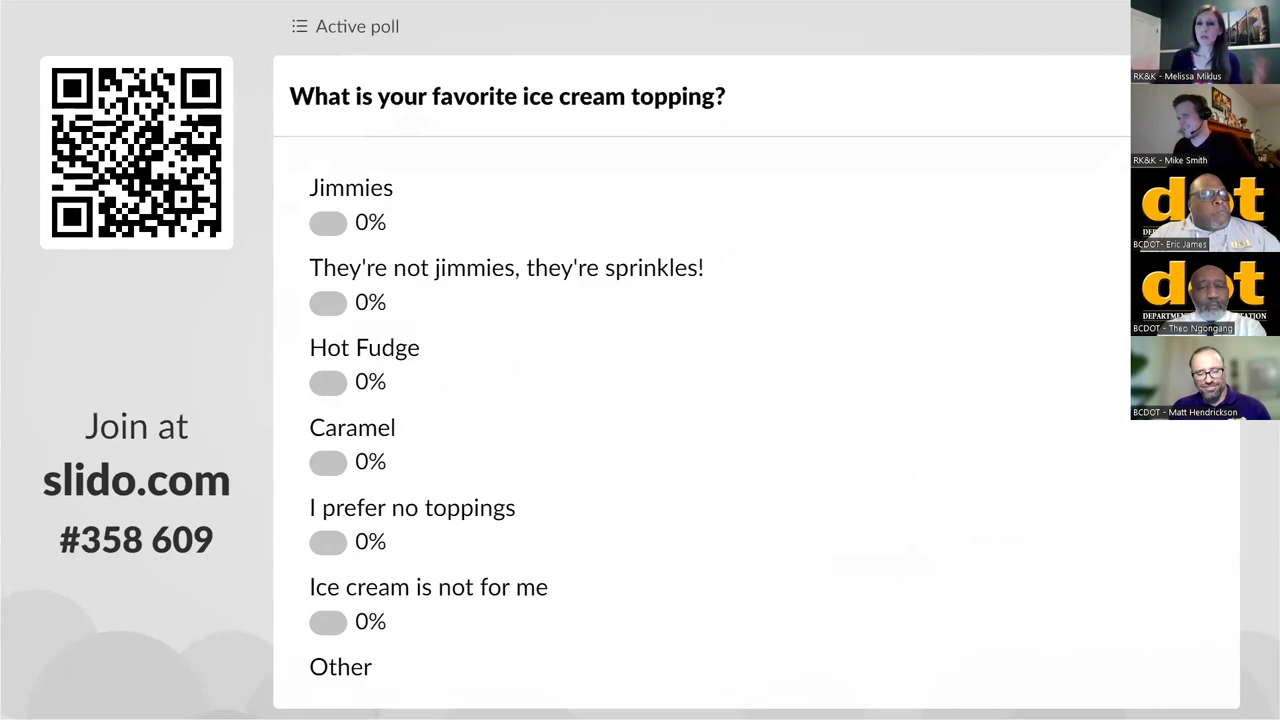 Active poll
What is your favorite ice cream topping?
Jimmies
0%
They're not jimmies, they're sprinkles!
0%
Hot Fudge
0%
Caramel
0%
I prefer no toppings
0%
Ice cream is not for me
0%
Other
Join at
slido.com
#358 609
RK&K - Melissa Miklus
RK&K - Mike Smith
dot
BCDOT- Eric James
dot
BCDOT - Theo Ngongang
BCDOT - Matt Hendrickson